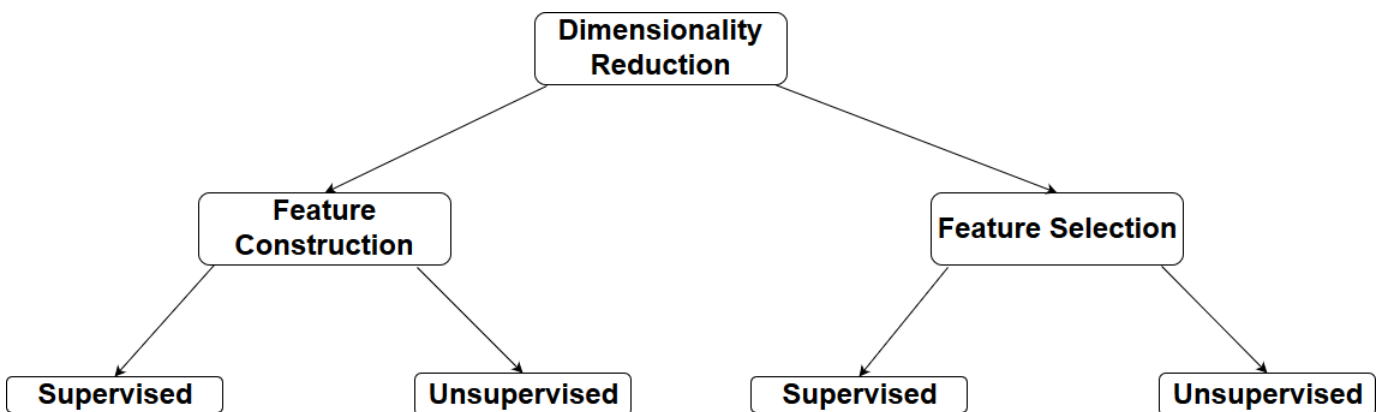 Dimensionality
Reduction
Feature
Construction
Feature Selection
Supervised
Unsupervised
Supervised
Unsupervised